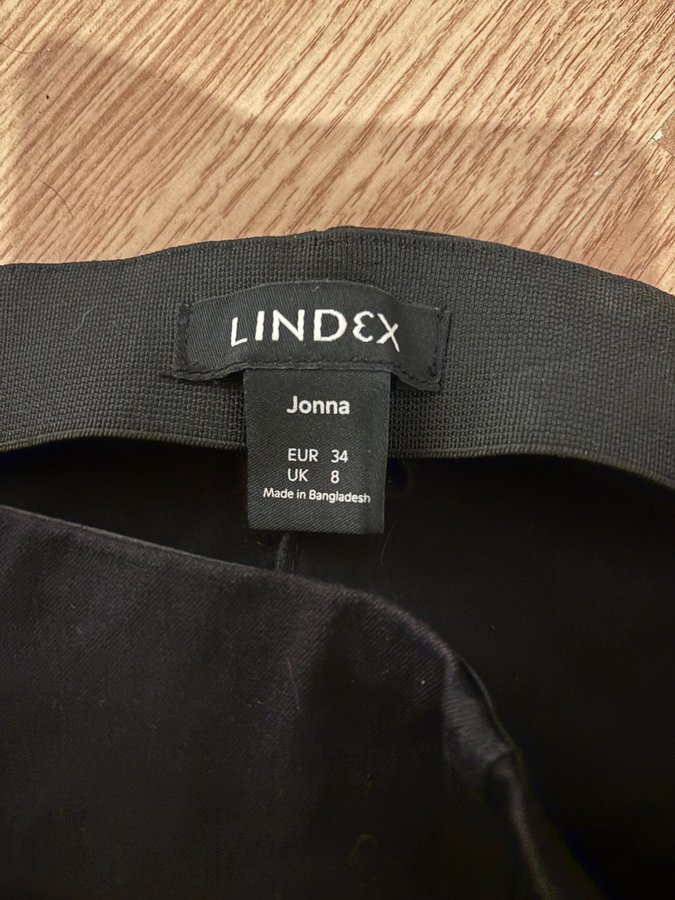 LINDEX
Jonna
EUR 34
UK 8
Made in Bangladesh